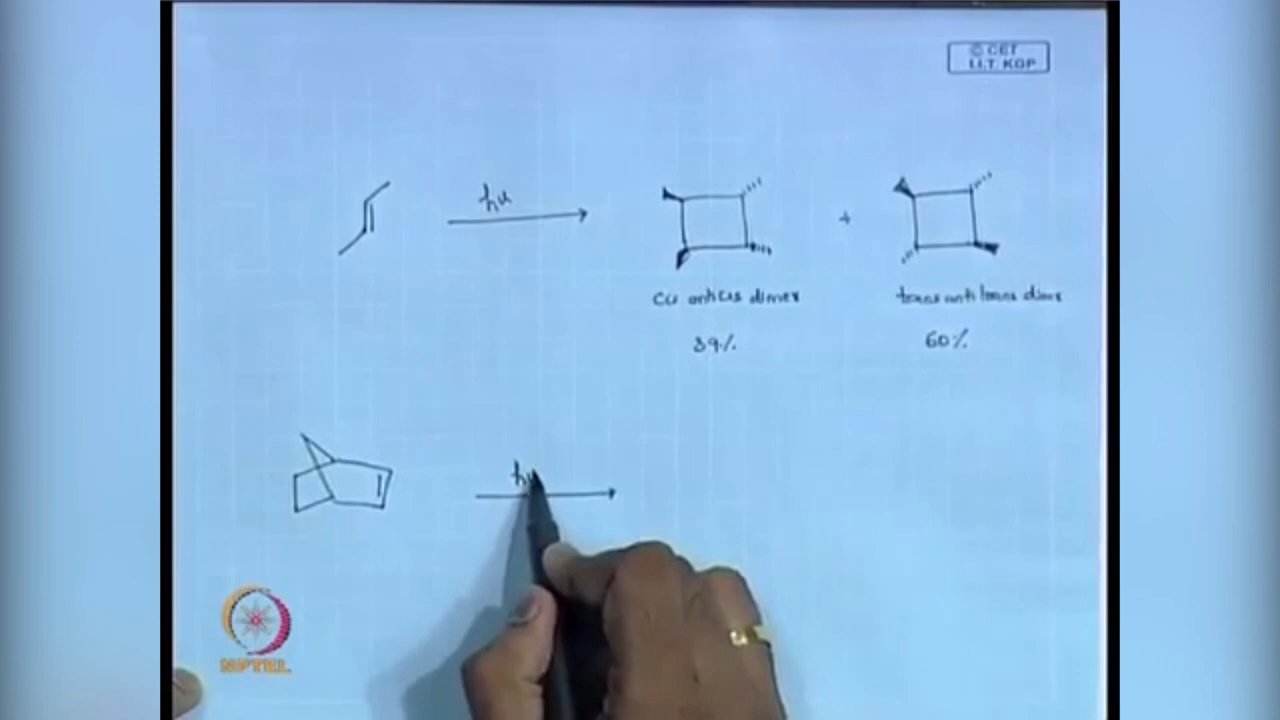 © CET
I.I.T. KGP
hν
+
cis anti cis dimer
trans anti trans dimer
39%
60%
hν
NPTEL